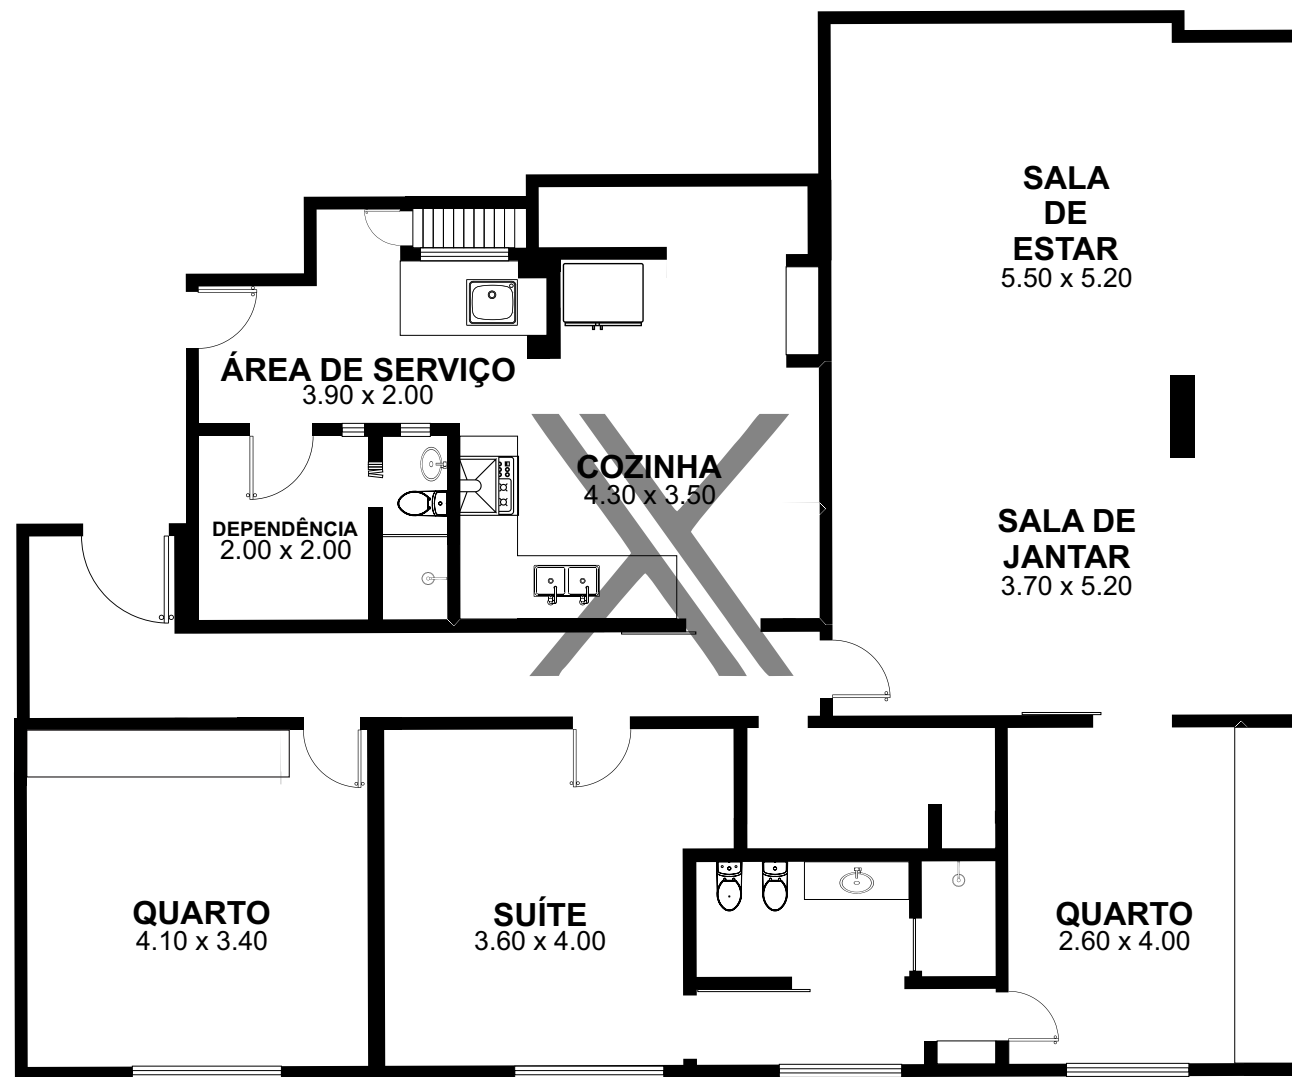 SALA
DE
ESTAR
5.50 x 5.20
ÁREA DE SERVIÇO
3.90 x 2.00
COZINHA
4.30 x 3.50
DEPENDÊNCIA
2.00 x 2.00
SALA DE
JANTAR
3.70 x 5.20
QUARTO
4.10 x 3.40
SUÍTE
3.60 x 4.00
QUARTO
2.60 x 4.00